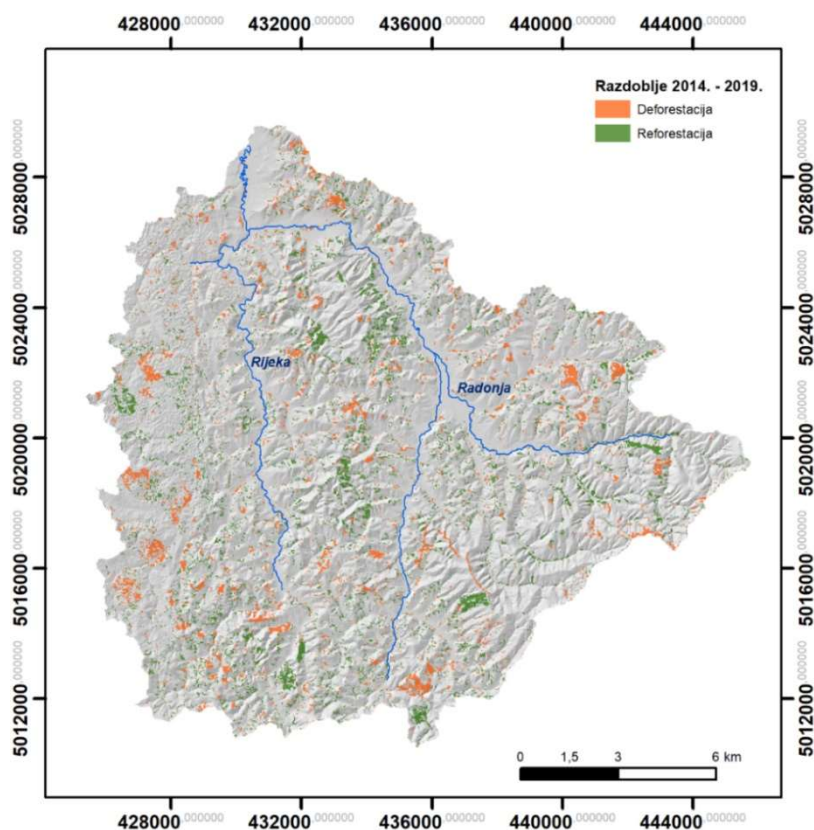 428000,000000 432000,000000 436000,000000 440000,000000 444000,000000
Razdoblje 2014. - 2019.
Deforestacija
Reforestacija
5028000,000000 5028000,000000
5024000,000000 5024000,000000
Rijeka
Radonja
5020000,000000 5020000,000000
5016000,000000 5016000,000000
5012000,000000 5012000,000000
0 1,5 3 6 km
428000,000000 432000,000000 436000,000000 440000,000000 444000,000000